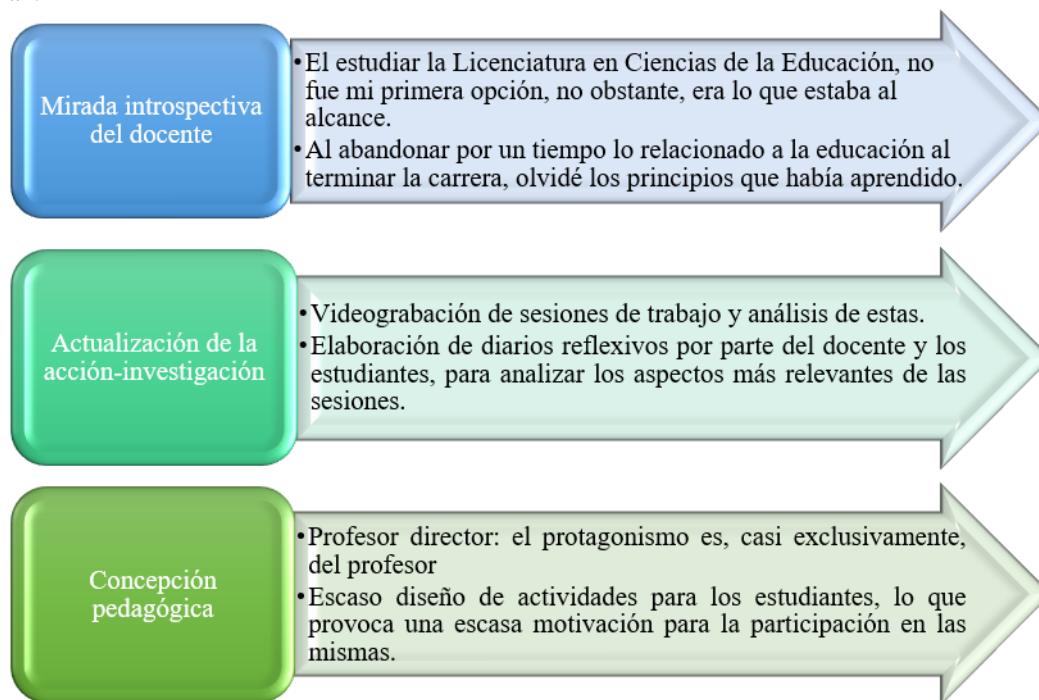 Mirada introspectiva
del docente
•El estudiar la Licenciatura en Ciencias de la Educación, no
fue mi primera opción, no obstante, era lo que estaba al
alcance.
•Al abandonar por un tiempo lo relacionado a la educación al
terminar la carrera, olvidé los principios que había aprendido.
Actualización de la
acción-investigación
•Videograbación de sesiones de trabajo y análisis de estas.
•Elaboración de diarios reflexivos por parte del docente y los
estudiantes, para analizar los aspectos más relevantes de las
sesiones.
Concepción
pedagógica
•Profesor director: el protagonismo es, casi exclusivamente,
del profesor
•Escaso diseño de actividades para los estudiantes, lo que
provoca una escasa motivación para la participación en las
mismas.